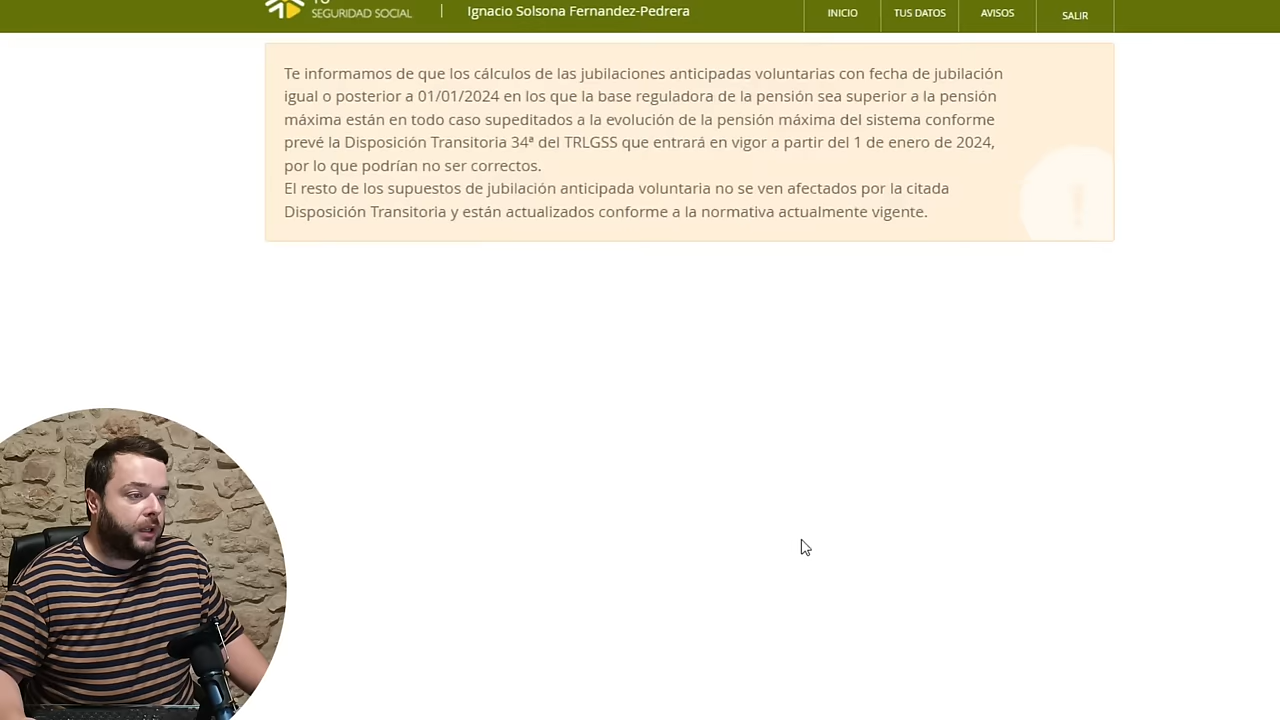 TU
SEGURIDAD SOCIAL
Ignacio Solsona Fernandez-Pedrera
INICIO
TUS DATOS
AVISOS
SALIR
Te informamos de que los cálculos de las jubilaciones anticipadas voluntarias con fecha de jubilación
igual o posterior a 01/01/2024 en los que la base reguladora de la pensión sea superior a la pensión
máxima están en todo caso supeditados a la evolución de la pensión máxima del sistema conforme
prevé la Disposición Transitoria 34ª del TRLGSS que entrará en vigor a partir del 1 de enero de 2024,
por lo que podrían no ser correctos.
El resto de los supuestos de jubilación anticipada voluntaria no se ven afectados por la citada
Disposición Transitoria y están actualizados conforme a la normativa actualmente vigente.